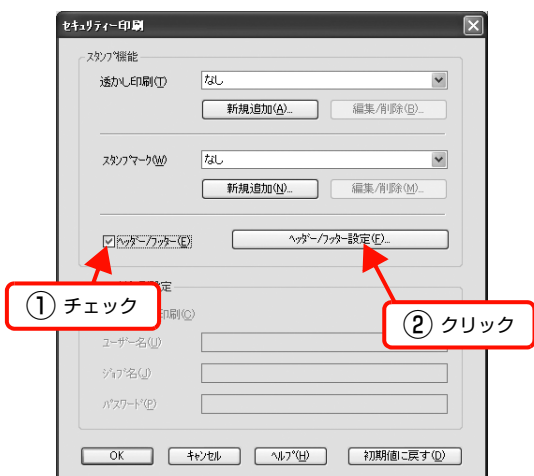 セキュリティー印刷
スタンプ機能
透かし印刷(T)
なし
新規追加(A)...
編集/削除(B)...
スタンプマーク(W)
なし
新規追加(N)...
編集/削除(M)...
ヘッダー/フッター(E)
ヘッダー/フッター設定(F)...
設定
① チェック
印刷(C)
② クリック
ユーザー名(U)
ジョブ名(J)
パスワード(P)
OK
キャンセル
ヘルプ(H)
初期値に戻す(D)